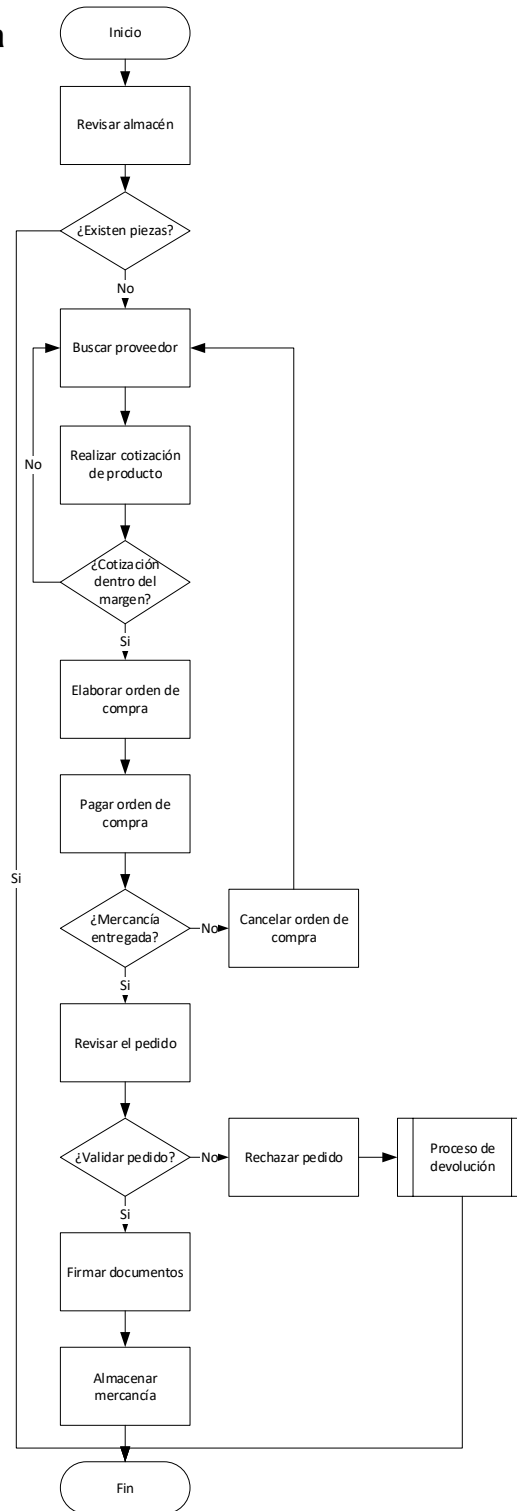 a
Inicio
Revisar almacén
¿Existen piezas?
No
Buscar proveedor
Realizar cotización
de producto
No
¿Cotización
dentro del
margen?
Si
Elaborar orden de
compra
Pagar orden de
compra
Si
¿Mercancía
entregada?
No
Cancelar orden de
compra
Si
Revisar el pedido
¿Validar pedido?
No
Rechazar pedido
Proceso de
devolución
Si
Firmar documentos
Almacenar
mercancía
Fin